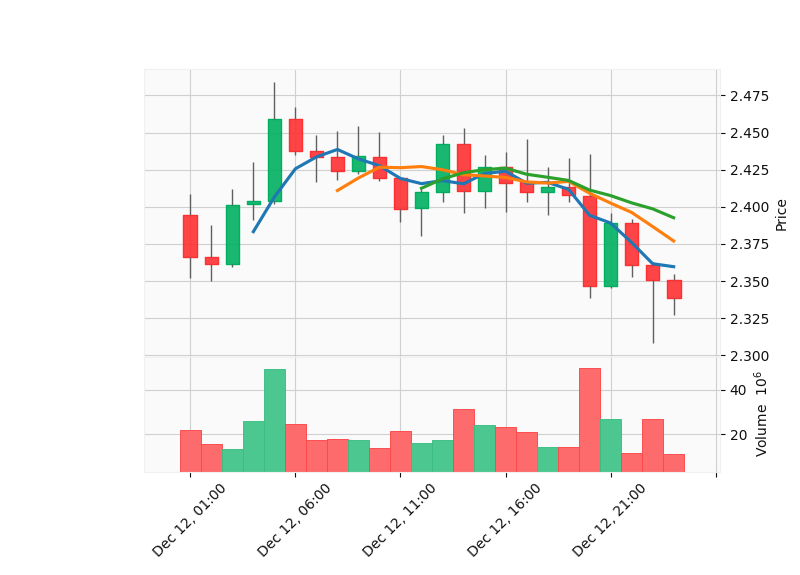 2.475
2.450
2.425
2.400
2.375
2.350
2.325
2.300
Price
40
20
Volume 10^6
Dec 12, 01:00
Dec 12, 06:00
Dec 12, 11:00
Dec 12, 16:00
Dec 12, 21:00